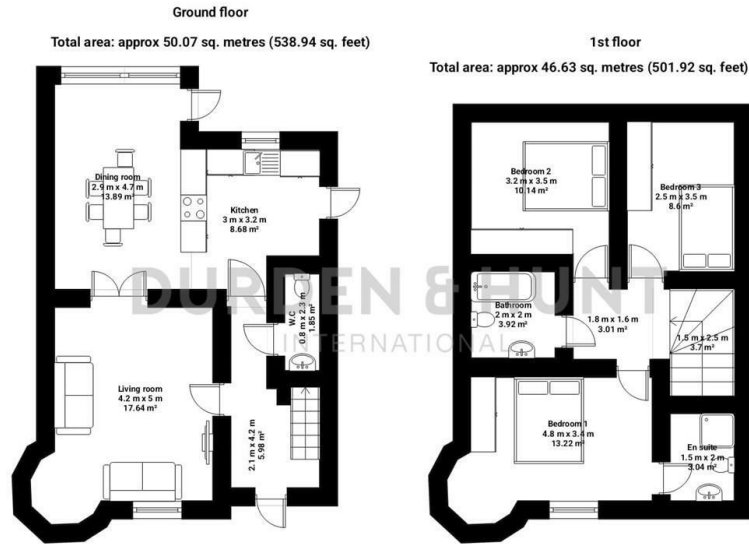 Ground floor
Total area: approx 50.07 sq. metres (538.94 sq. feet)
Dining room
2.9 m x 4.7 m
13.89 m²
Kitchen
3 m x 3.2 m
8.68 m²
W.C
0.8 m x 2.3 m
1.85 m²
Living room
4.2 m x 5 m
17.64 m²
2.1 m x 4.2 m
5.98 m²
1st floor
Total area: approx 46.63 sq. metres (501.92 sq. feet)
Bedroom 2
3.2 m x 3.5 m
10.14 m²
Bedroom 3
2.5 m x 3.5 m
8.6 m²
Bathroom
2 m x 2 m
3.92 m²
1.8 m x 1.6 m
3.01 m²
1.5 m x 2.5 m
3.7 m²
Bedroom 1
4.8 m x 3.4 m
13.22 m²
En suite
1.5 m x 2 m
3.04 m²
DURDEN & HUNT
INTERNATIONAL